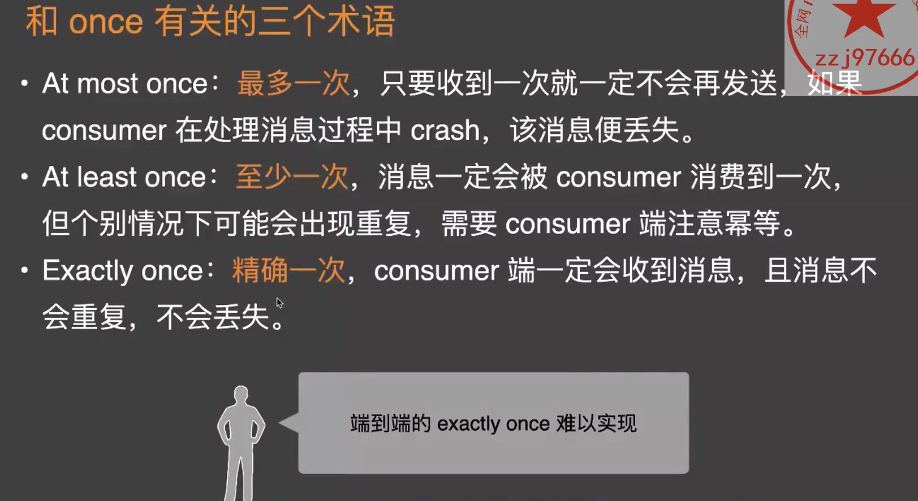 和 once 有关的三个术语
全网
zzj97666
• At most once：最多一次，只要收到一次就一定不会再发送，如果
consumer 在处理消息过程中 crash，该消息便丢失。
• At least once：至少一次，消息一定会被 consumer 消费到一次，
但个别情况下可能会出现重复，需要 consumer 端注意幂等。
• Exactly once：精确一次，consumer 端一定会收到消息，且消息不
会重复，不会丢失。
端到端的 exactly once 难以实现